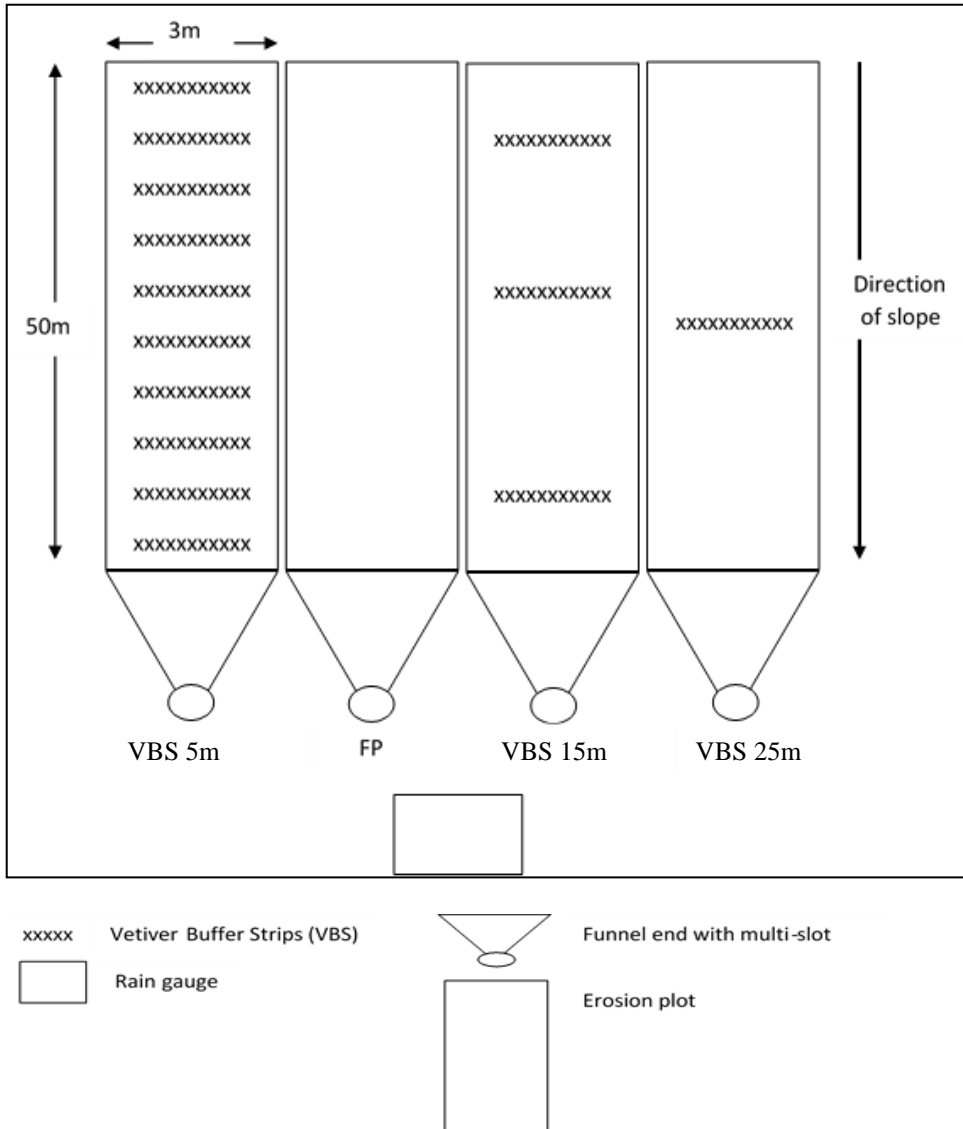 3m
xxxxxxxxxxx
xxxxxxxxxxx
xxxxxxxxxxx
xxxxxxxxxxx
xxxxxxxxxxx
xxxxxxxxxxx
xxxxxxxxxxx
xxxxxxxxxxx
xxxxxxxxxxx
xxxxxxxxxxx
xxxxxxxxxxx
xxxxxxxxxxx
xxxxxxxxxxx
xxxxxxxxxxx
50m
Direction
of slope
VBS 5m
FP
VBS 15m
VBS 25m
xxxxx Vetiver Buffer Strips (VBS)
Rain gauge
Funnel end with multi-slot
Erosion plot